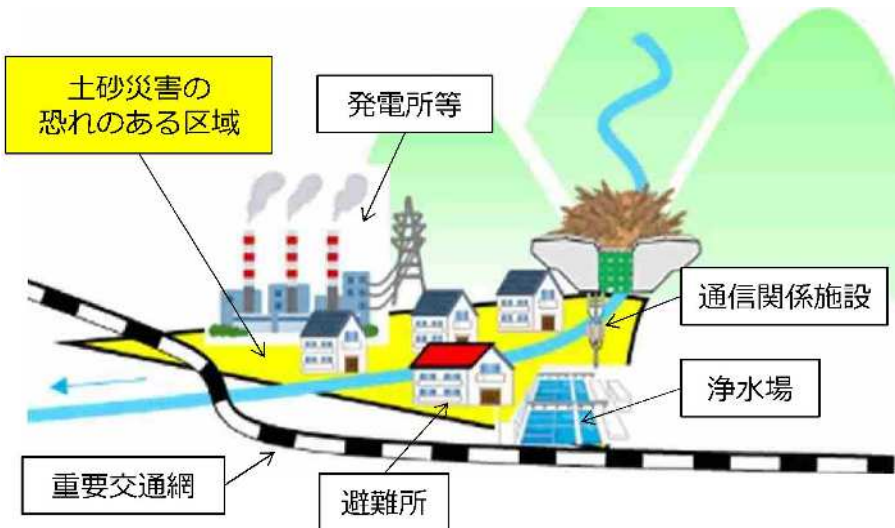 土砂災害の
恐れのある区域
発電所等
通信関係施設
浄水場
重要交通網
避難所